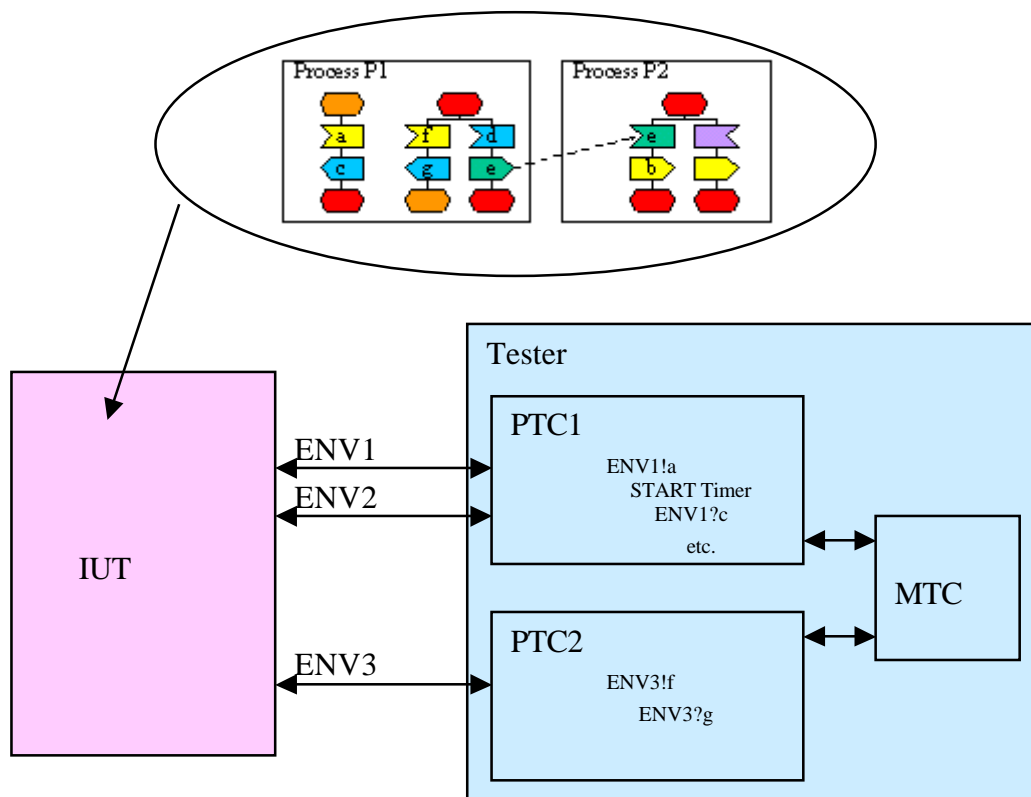 Process P1
Process P2
a
f
d
e
c
g
e
b
Tester
PTC1
ENV1
ENV1!a
START Timer
ENV2
ENV1?c
etc.
IUT
MTC
PTC2
ENV3
ENV3!f
ENV3?g